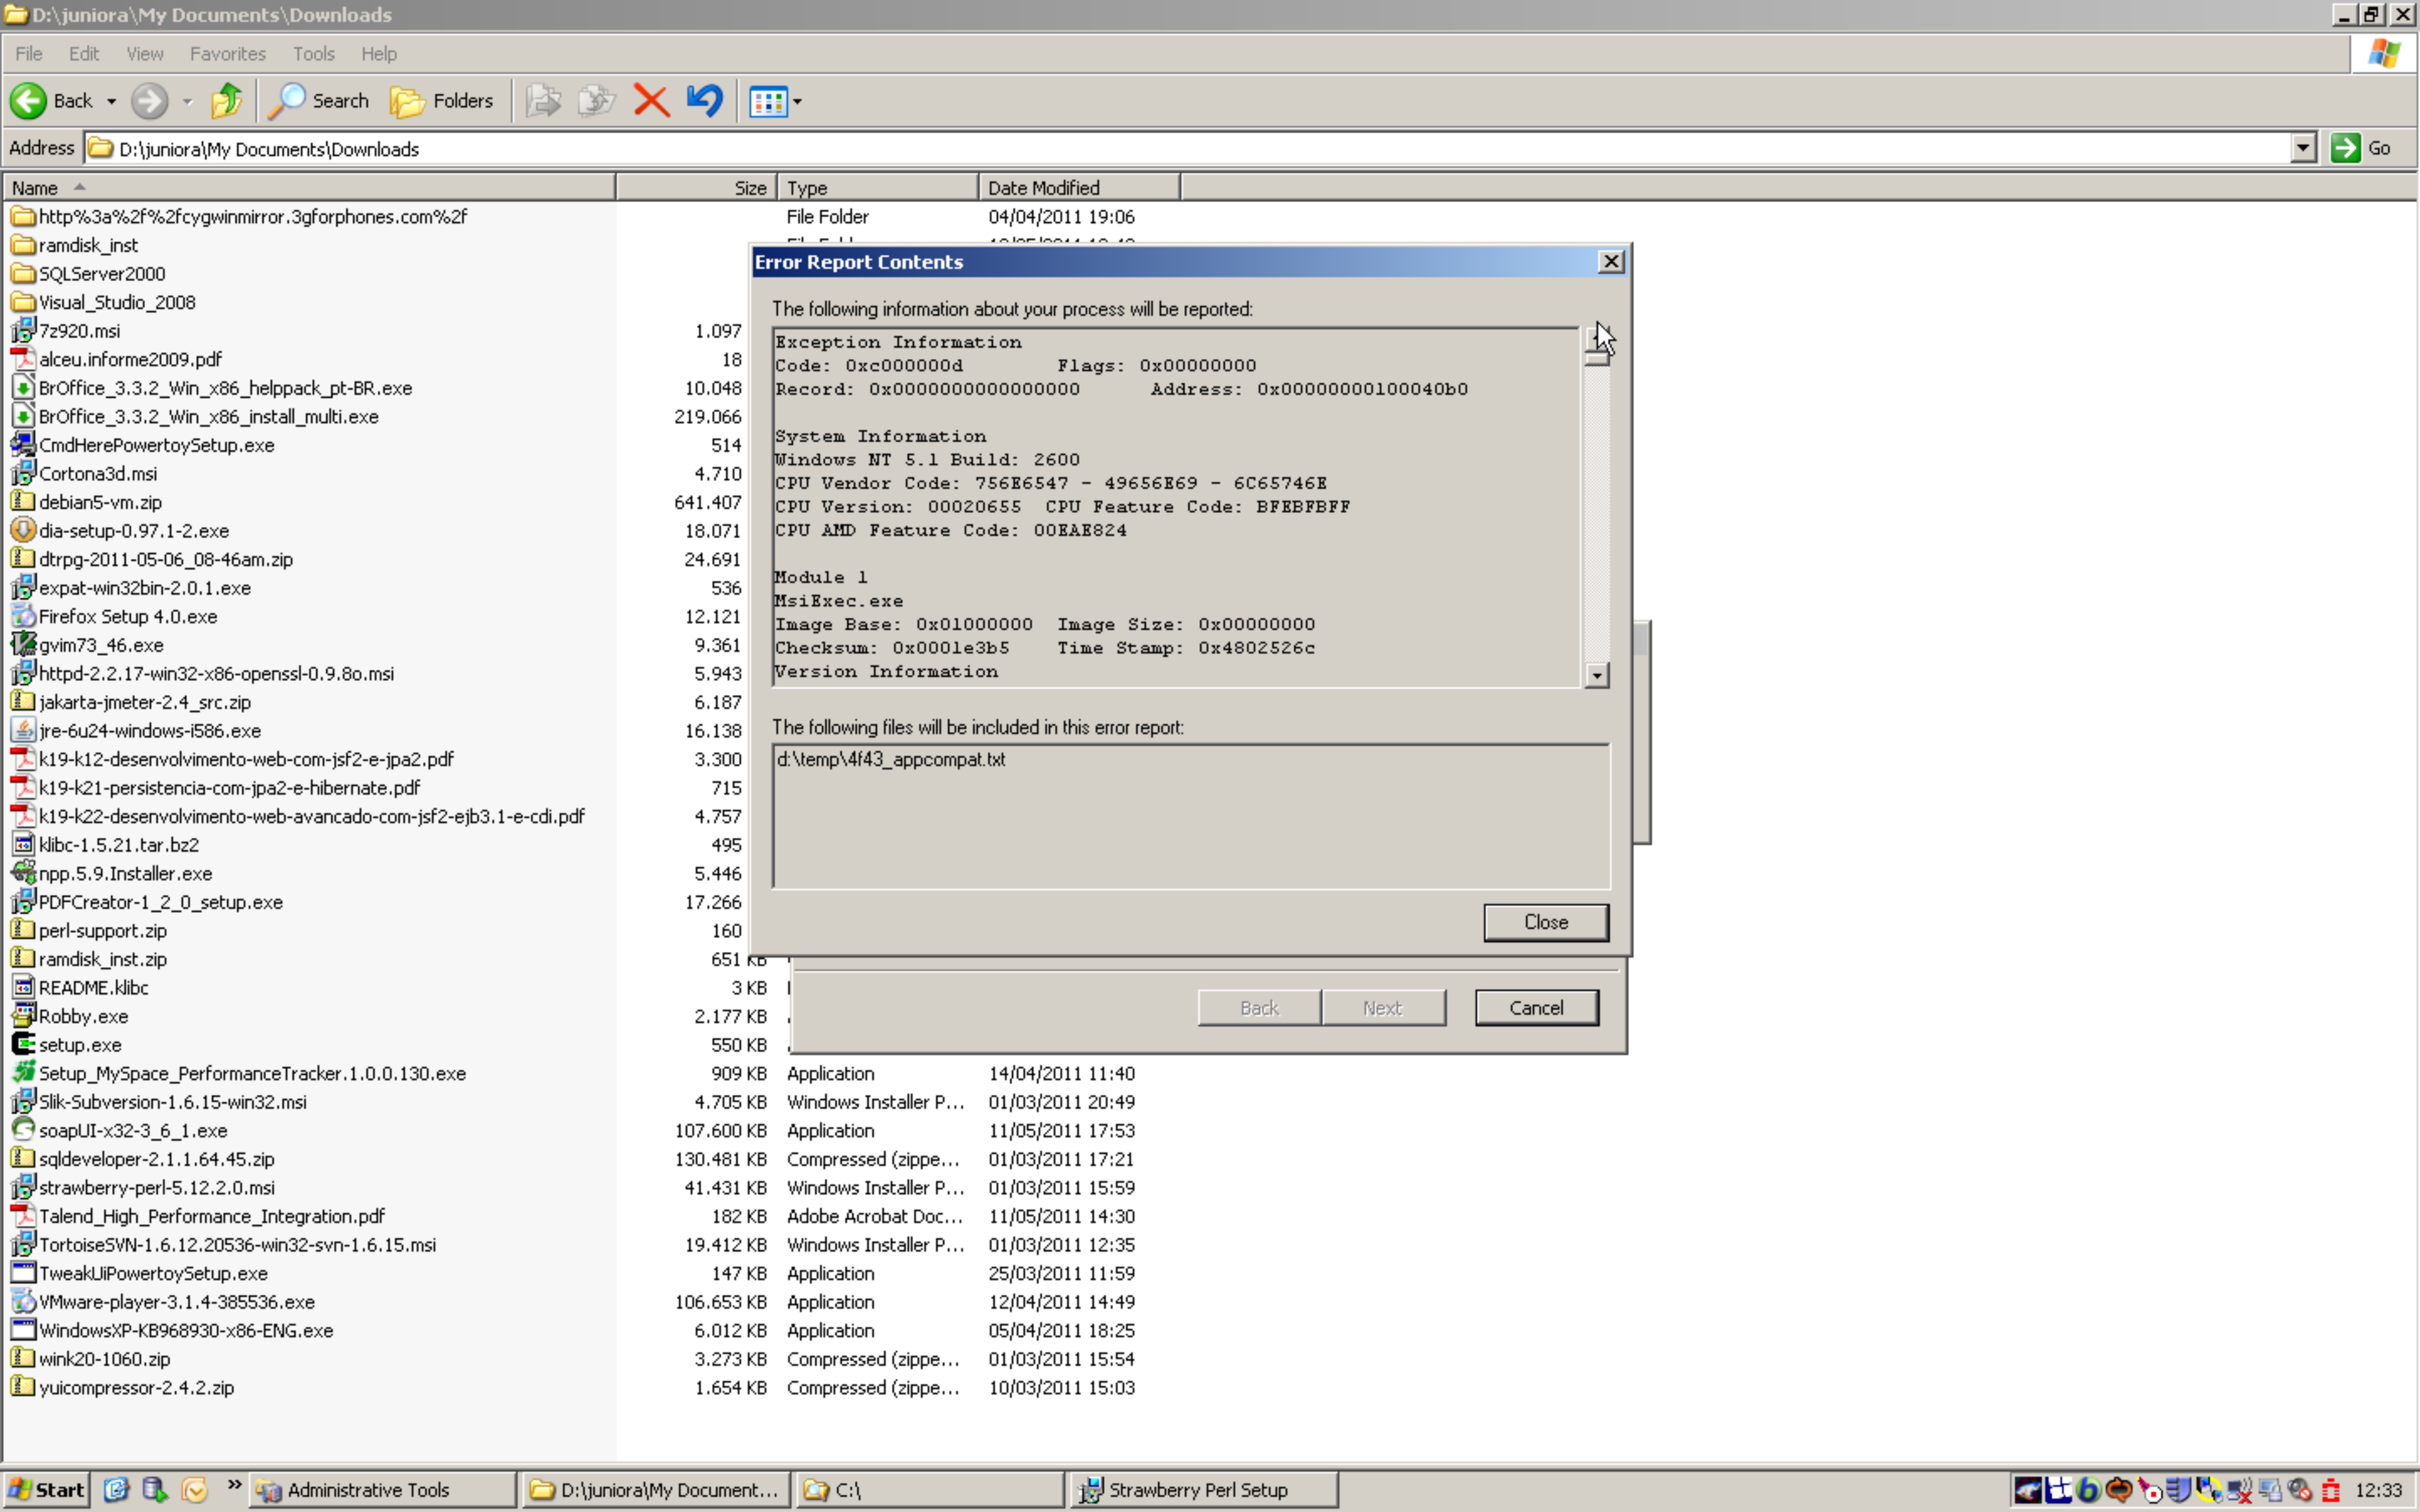 D:\juniora\My Documents\Downloads
File Edit View Favorites Tools Help
Back Search Folders
Address D:\juniora\My Documents\Downloads Go
Name Size Type Date Modified
http%3a%2f%2fcygwinmirror.3gforphones.com%2f File Folder 04/04/2011 19:06
ramdisk_inst
SQLServer2000
Visual_Studio_2008
7z920.msi 1.097
alceu.informe2009.pdf 18
BrOffice_3.3.2_Win_x86_helppack_pt-BR.exe 10.048
BrOffice_3.3.2_Win_x86_install_multi.exe 219.066
CmdHerePowertoySetup.exe 514
Cortona3d.msi 4.710
debian5-vm.zip 641.407
dia-setup-0.97.1-2.exe 18.071
dtrpg-2011-05-06_08-46am.zip 24.691
expat-win32bin-2.0.1.exe 536
Firefox Setup 4.0.exe 12.121
gvim73_46.exe 9.361
httpd-2.2.17-win32-x86-openssl-0.9.8o.msi 5.943
jakarta-jmeter-2.4_src.zip 6.187
jre-6u24-windows-i586.exe 16.138
k19-k12-desenvolvimento-web-com-jsf2-e-jpa2.pdf 3.300
k19-k21-persistencia-com-jpa2-e-hibernate.pdf 715
k19-k22-desenvolvimento-web-avancado-com-jsf2-ejb3.1-e-cdi.pdf 4.757
klibc-1.5.21.tar.bz2 495
npp.5.9.Installer.exe 5.446
PDFCreator-1_2_0_setup.exe 17.266
perl-support.zip 160
ramdisk_inst.zip 651 KB
README.klibc 3 KB
Robby.exe 2.177 KB
setup.exe 550 KB
Setup_MySpace_PerformanceTracker.1.0.0.130.exe 909 KB Application 14/04/2011 11:40
Slik-Subversion-1.6.15-win32.msi 4.705 KB Windows Installer P... 01/03/2011 20:49
soapUI-x32-3_6_1.exe 107.600 KB Application 11/05/2011 17:53
sqldeveloper-2.1.1.64.45.zip 130.481 KB Compressed (zippe... 01/03/2011 17:21
strawberry-perl-5.12.2.0.msi 41.431 KB Windows Installer P... 01/03/2011 15:59
Talend_High_Performance_Integration.pdf 182 KB Adobe Acrobat Doc... 11/05/2011 14:30
TortoiseSVN-1.6.12.20536-win32-svn-1.6.15.msi 19.412 KB Windows Installer P... 01/03/2011 12:35
TweakUiPowertoySetup.exe 147 KB Application 25/03/2011 11:59
VMware-player-3.1.4-385536.exe 106.653 KB Application 12/04/2011 14:49
WindowsXP-KB968930-x86-ENG.exe 6.012 KB Application 05/04/2011 18:25
wink20-1060.zip 3.273 KB Compressed (zippe... 01/03/2011 15:54
yuicompressor-2.4.2.zip 1.654 KB Compressed (zippe... 10/03/2011 15:03
Error Report Contents
The following information about your process will be reported:
Exception Information
Code: 0xc000000d Flags: 0x00000000
Record: 0x0000000000000000 Address: 0x00000000100040b0
System Information
Windows NT 5.1 Build: 2600
CPU Vendor Code: 756E6547 - 49656E69 - 6C65746E
CPU Version: 00020655 CPU Feature Code: BFEBFBFF
CPU AMD Feature Code: 00EAE824
Module 1
MsiExec.exe
Image Base: 0x01000000 Image Size: 0x00000000
Checksum: 0x0001e3b5 Time Stamp: 0x4802526c
Version Information
The following files will be included in this error report:
d:\temp\4f43_appcompat.txt
Close
Back Next Cancel
Start Administrative Tools D:\juniora\My Document... C:\ Strawberry Perl Setup 12:33